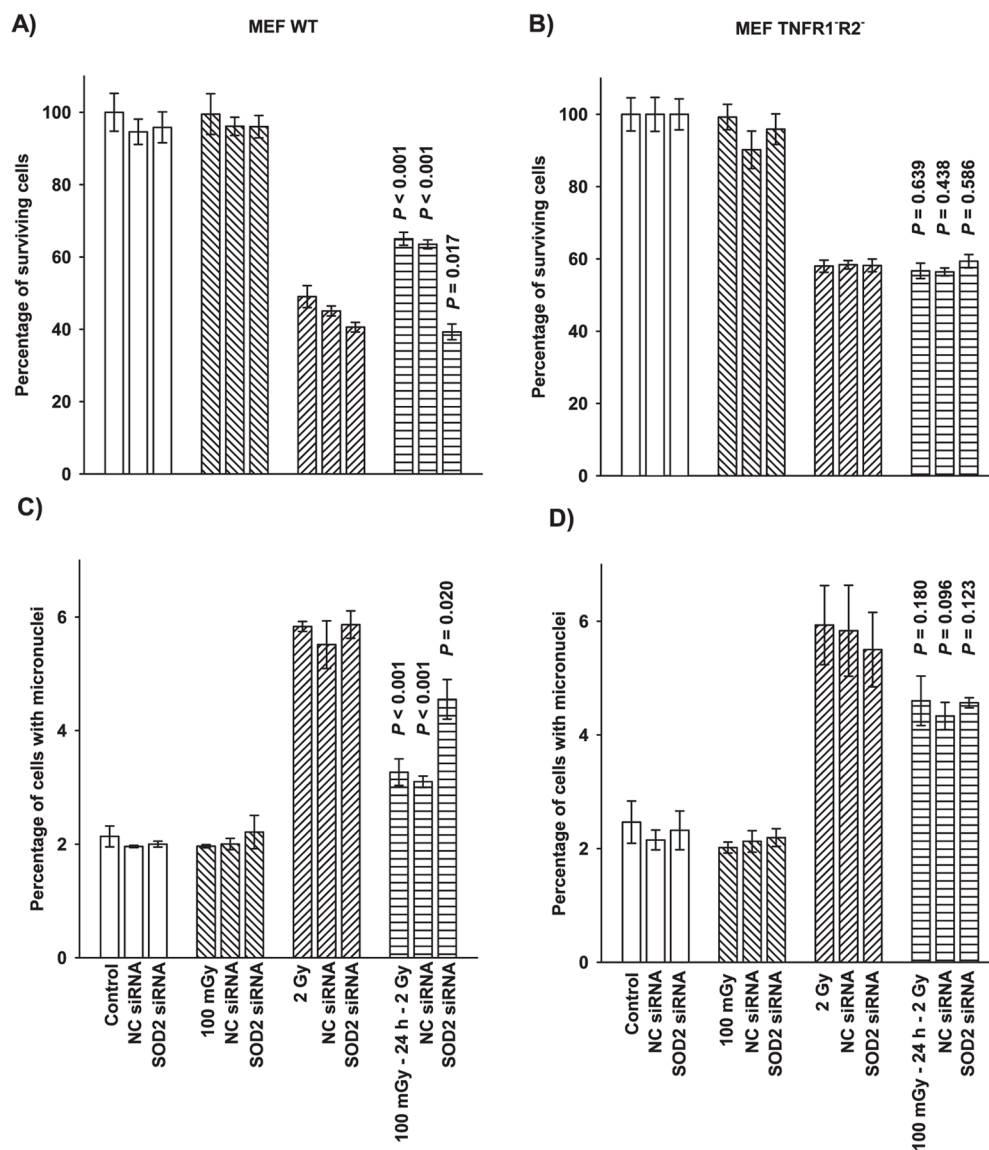 A)
MEF WT
Percentage of surviving cells
100
80
60
40
20
0
P < 0.001
P < 0.001
P = 0.017
B)
MEF TNFR1⁻R2⁻
Percentage of surviving cells
100
80
60
40
20
0
P = 0.639
P = 0.438
P = 0.586
C)
Percentage of cells with micronuclei
6
4
2
0
P < 0.001
P < 0.001
P = 0.020
Control
NC siRNA
SOD2 siRNA
100 mGy
NC siRNA
SOD2 siRNA
2 Gy
NC siRNA
SOD2 siRNA
100 mGy - 24 h - 2 Gy
NC siRNA
SOD2 siRNA
D)
Percentage of cells with micronuclei
6
4
2
0
P = 0.180
P = 0.096
P = 0.123
Control
NC siRNA
SOD2 siRNA
100 mGy
NC siRNA
SOD2 siRNA
2 Gy
NC siRNA
SOD2 siRNA
100 mGy - 24 h - 2 Gy
NC siRNA
SOD2 siRNA